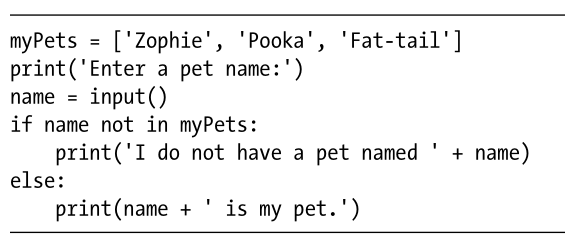 myPets = ['Zophie', 'Pooka', 'Fat-tail']
print('Enter a pet name:')
name = input()
if name not in myPets:
    print('I do not have a pet named ' + name)
else:
    print(name + ' is my pet.')